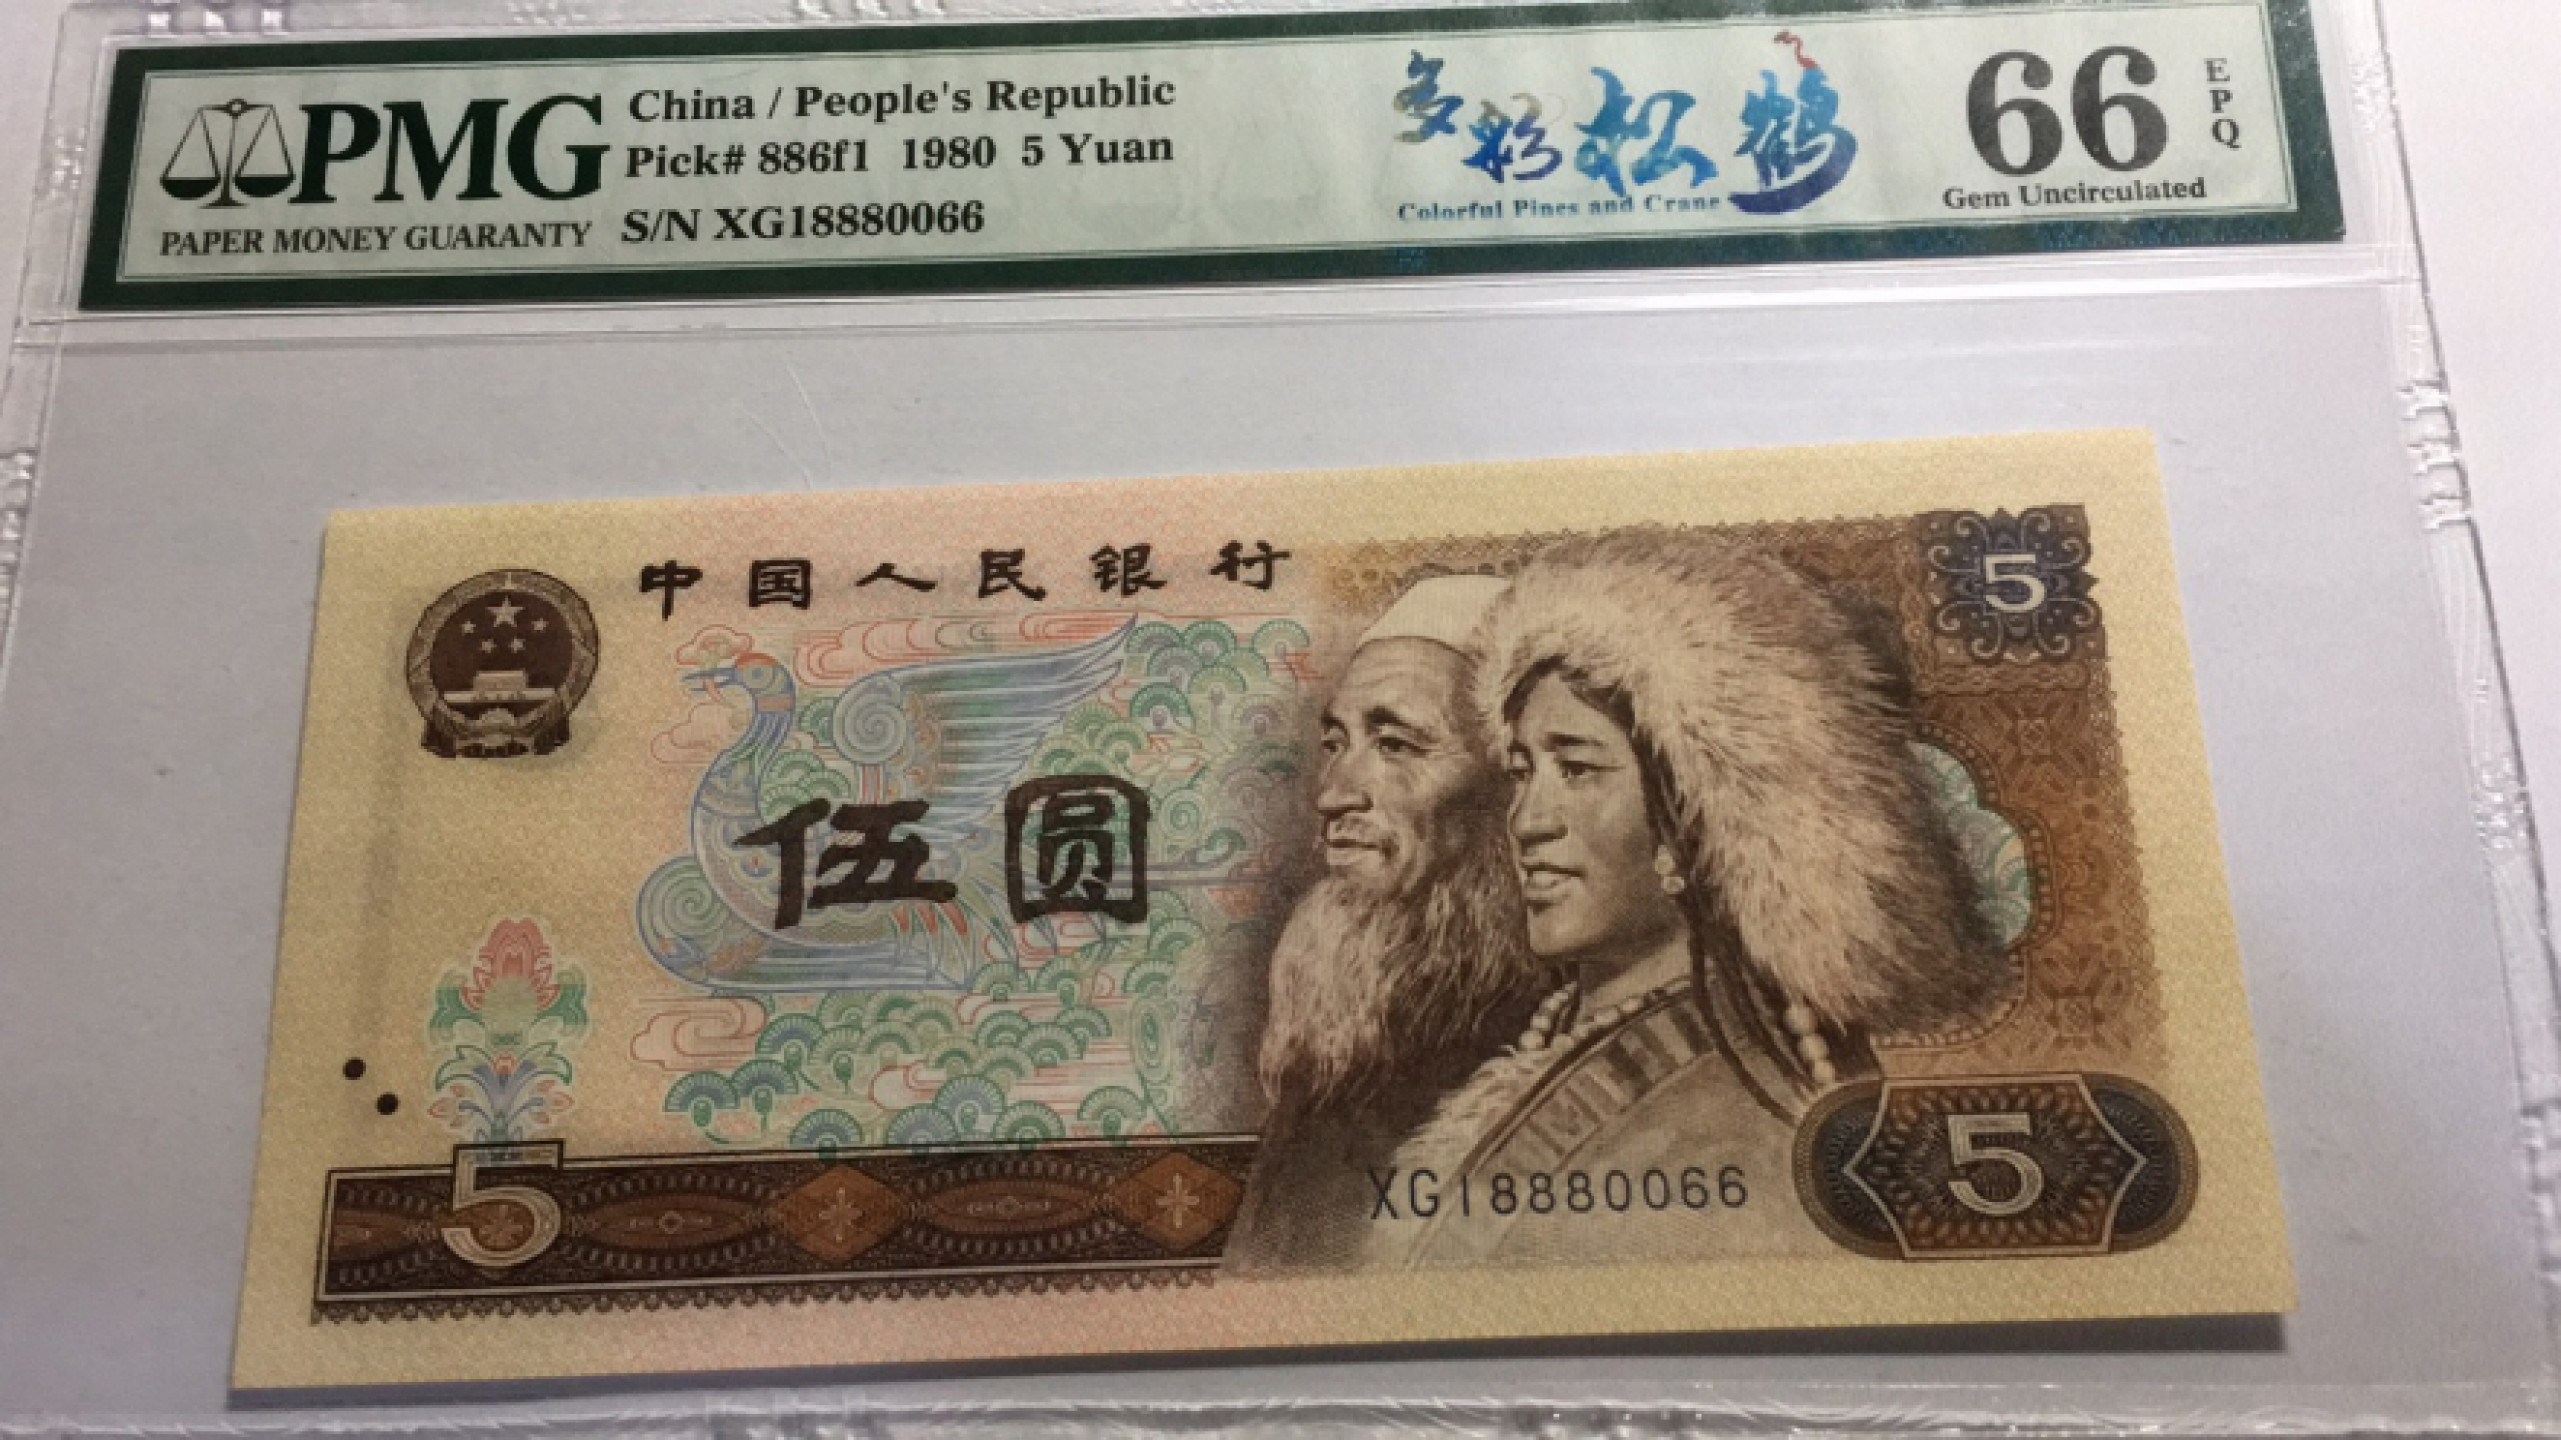 PMG
PAPER MONEY GUARANTY
China / People's Republic
Pick# 886f1 1980 5 Yuan
S/N XG18880066
多彩松鹤
Colorful Pines and Crane
66
EPQ
Gem Uncirculated
中国人民银行
5
伍圆
5
XG18880066
5